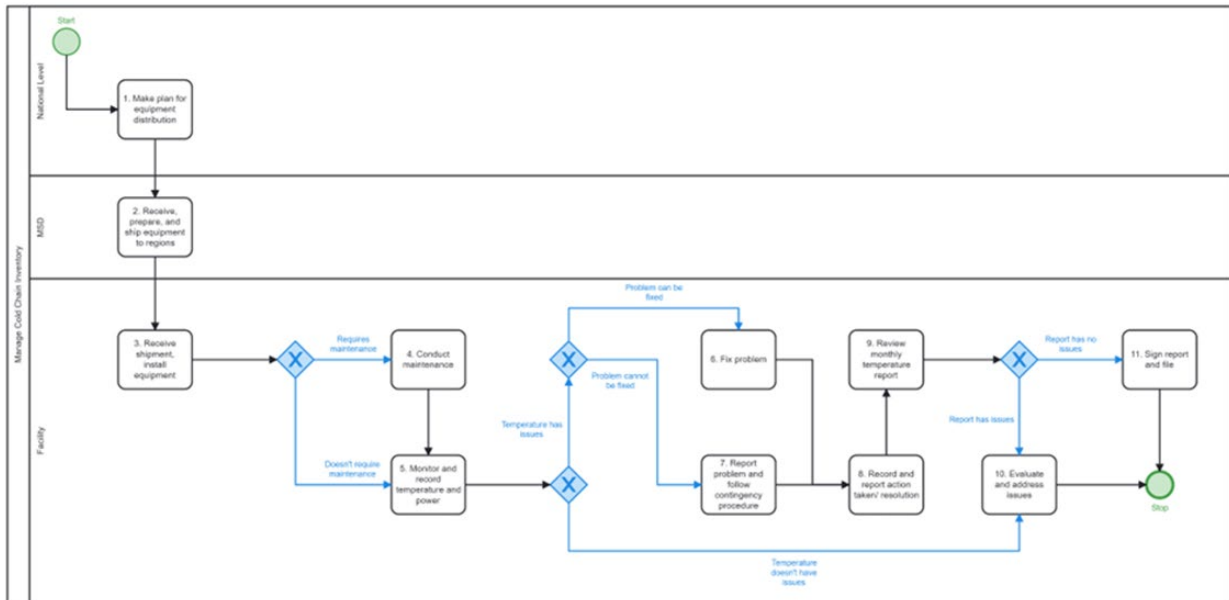 Manage Cold Chain Inventory
National Level
MSD
Facility
Start
1. Make plan for
equipment
distribution
2. Receive,
prepare, and
ship equipment
to regions
3. Receive
shipment,
install
equipment
X
Requires
maintenance
Doesn't require
maintenance
4. Conduct
maintenance
5. Monitor and
record
temperature and
power
X
Temperature has
issues
Temperature
doesn't have
issues
X
Problem can be
fixed
Problem cannot
be fixed
6. Fix problem
7. Report
problem and
follow
contingency
procedure
8. Record and
report action
taken/ resolution
9. Review
monthly
temperature
report
X
Report has no
issues
Report has issues
10. Evaluate
and address
issues
11. Sign report
and file
Stop